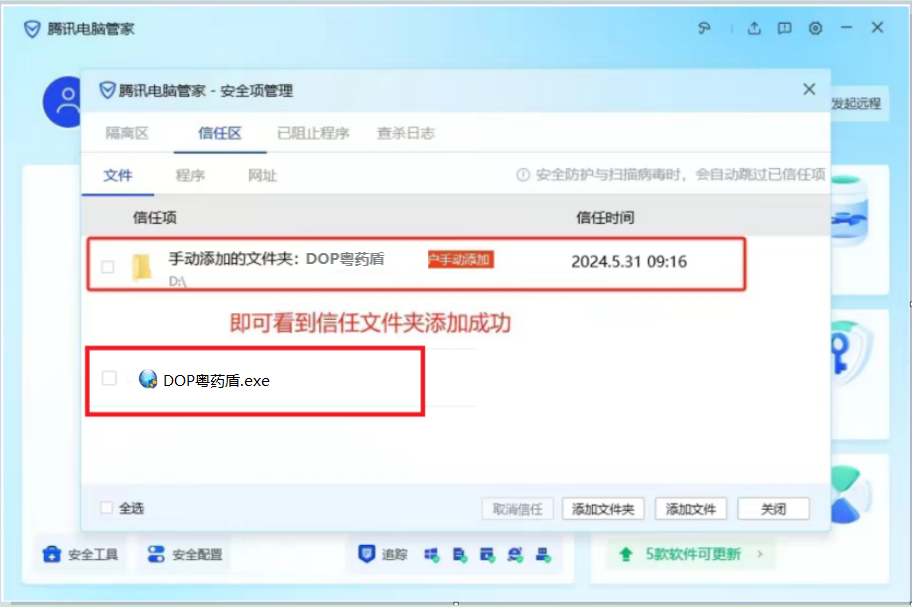 腾讯电脑管家
腾讯电脑管家 - 安全项管理
发起远程
隔离区 信任区 已阻止程序 查杀日志
文件 程序 网址 安全防护与扫描病毒时，会自动跳过已信任项
信任项 信任时间
手动添加的文件夹：DOP粤药盾 户手动添加 2024.5.31 09:16
D:\
即可看到信任文件夹添加成功
DOP粤药盾.exe
全选 取消信任 添加文件夹 添加文件 关闭
安全工具 安全配置 追踪 5款软件可更新